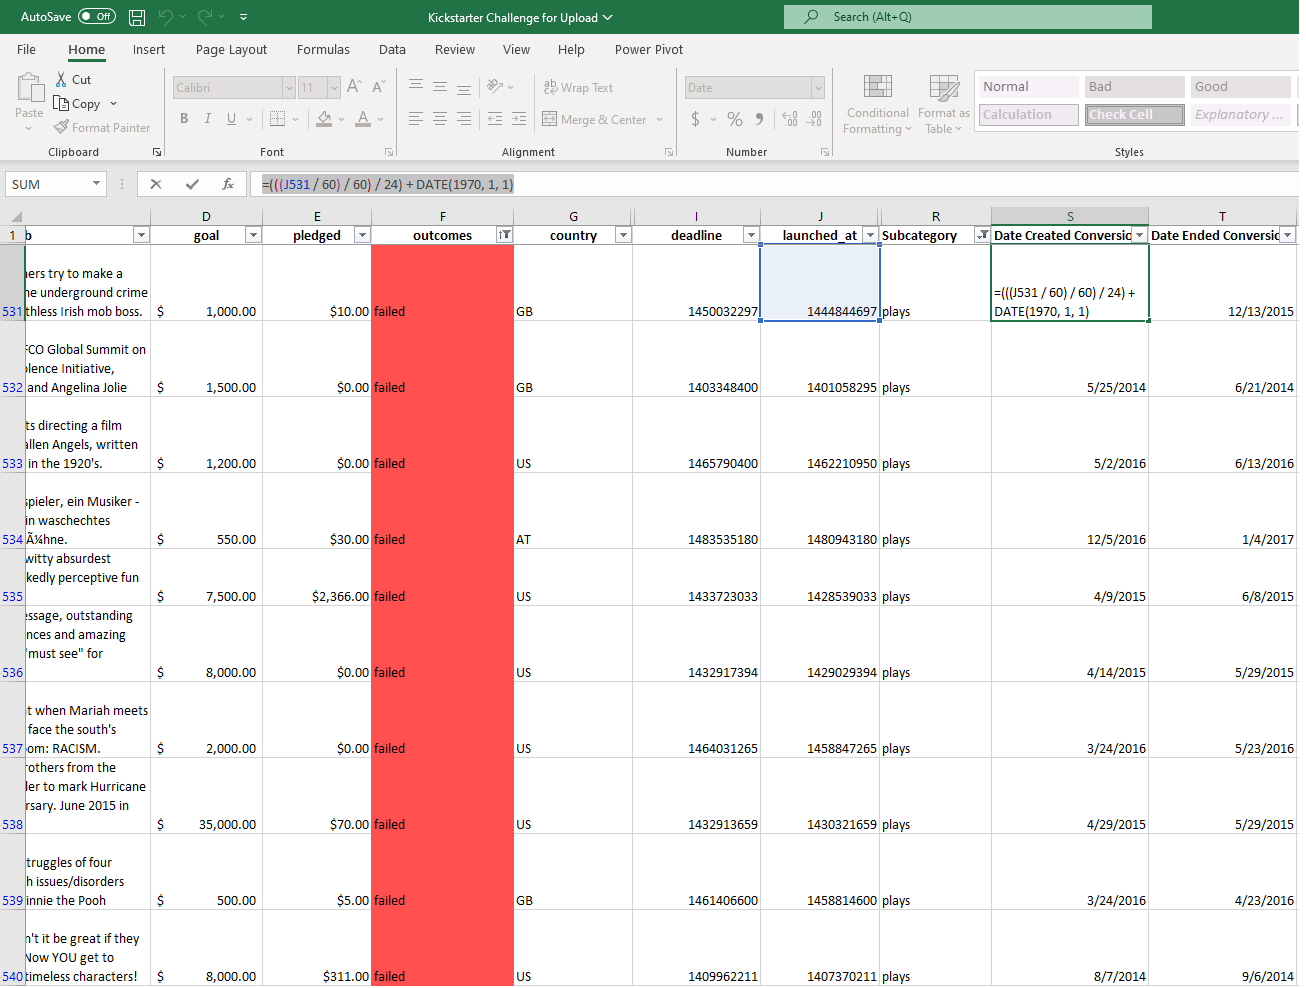 AutoSave Off Kickstarter Challenge for Upload Search (Alt+Q)
File Home Insert Page Layout Formulas Data Review View Help Power Pivot
Paste Cut Copy Format Painter Clipboard
Calibri 11 A A B I U A Font
ab Wrap Text Merge & Center Alignment
Date $ % 9 Number
Conditional Formatting Format as Table
Normal Bad Good
Calculation Check Cell Explanatory ...
Styles
SUM fx =(((J531 / 60) / 60) / 24) + DATE(1970, 1, 1)
D E F G I J R S T
1 b goal pledged outcomes country deadline launched_at Subcategory Date Created Conversio Date Ended Conversic
ners try to make a
ne underground crime =(((J531 / 60) / 60) / 24) +
531 thless Irish mob boss. $ 1,000.00 $10.00 failed GB 1450032297 1444844697 plays DATE(1970, 1, 1) 12/13/2015
FCO Global Summit on
lence Initiative,
532 and Angelina Jolie $ 1,500.00 $0.00 failed GB 1403348400 1401058295 plays 5/25/2014 6/21/2014
ts directing a film
allen Angels, written
533 in the 1920's. $ 1,200.00 $0.00 failed US 1465790400 1462210950 plays 5/2/2016 6/13/2016
spieler, ein Musiker -
in waschechtes
534 Ã¼hne. $ 550.00 $30.00 failed AT 1483535180 1480943180 plays 12/5/2016 1/4/2017
witty absurdest
kedly perceptive fun
535 $ 7,500.00 $2,366.00 failed US 1433723033 1428539033 plays 4/9/2015 6/8/2015
essage, outstanding
nces and amazing
"must see" for
536 $ 8,000.00 $0.00 failed US 1432917394 1429029394 plays 4/14/2015 5/29/2015
t when Mariah meets
face the south's
537 om: RACISM. $ 2,000.00 $0.00 failed US 1464031265 1458847265 plays 3/24/2016 5/23/2016
rothers from the
ler to mark Hurricane
rsary. June 2015 in
538 $ 35,000.00 $70.00 failed US 1432913659 1430321659 plays 4/29/2015 5/29/2015
truggles of four
h issues/disorders
539 innie the Pooh $ 500.00 $5.00 failed GB 1461406600 1458814600 plays 3/24/2016 4/23/2016
n't it be great if they
Now YOU get to
540 timeless characters! $ 8,000.00 $311.00 failed US 1409962211 1407370211 plays 8/7/2014 9/6/2014